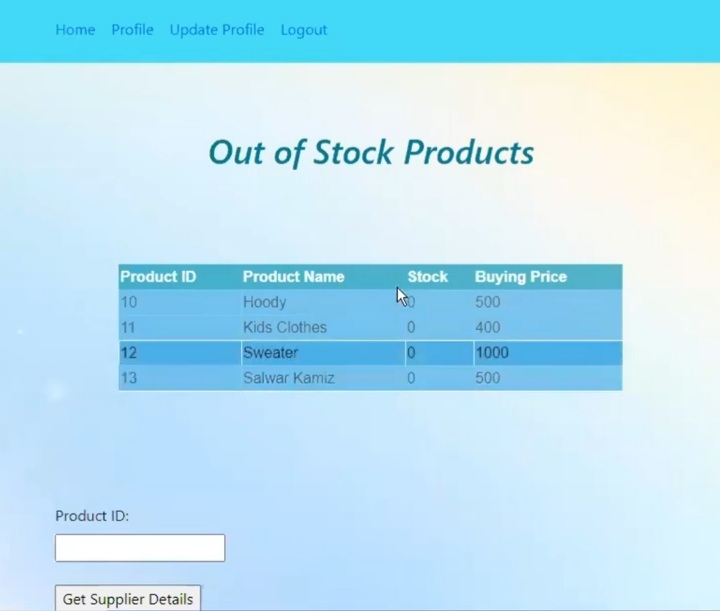 Home Profile Update Profile Logout
Out of Stock Products
Product ID Product Name Stock Buying Price
10 Hoody 0 500
11 Kids Clothes 0 400
12 Sweater 0 1000
13 Salwar Kamiz 0 500
Product ID:
Get Supplier Details